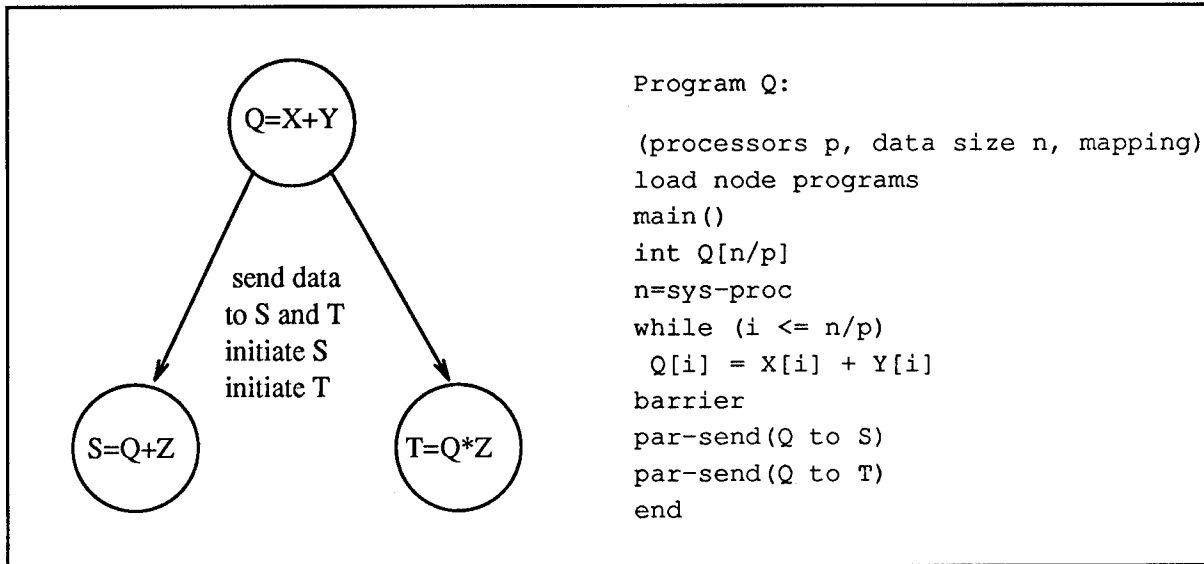 Q=X+Y
send data
to S and T
initiate S
initiate T
S=Q+Z
T=Q*Z
Program Q:
(processors p, data size n, mapping)
load node programs
main()
int Q[n/p]
n=sys-proc
while (i <= n/p)
Q[i] = X[i] + Y[i]
barrier
par-send(Q to S)
par-send(Q to T)
end